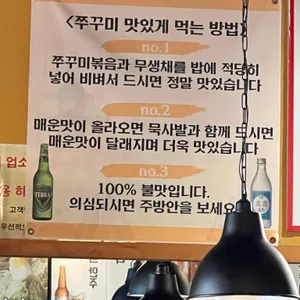 <쭈꾸미 맛있게 먹는 방법>
no.1
쭈꾸미볶음과 무생채를 밥에 적당히
넣어 비벼서 드시면 정말 맛있습니다
no.2
매운맛이 올라오면 묵사발과 함께 드시면
매운맛이 달래지며 더욱 맛있습니다
no.3
100% 불맛입니다.
의심되시면 주방안을 보세요
업소
고객
TERRA